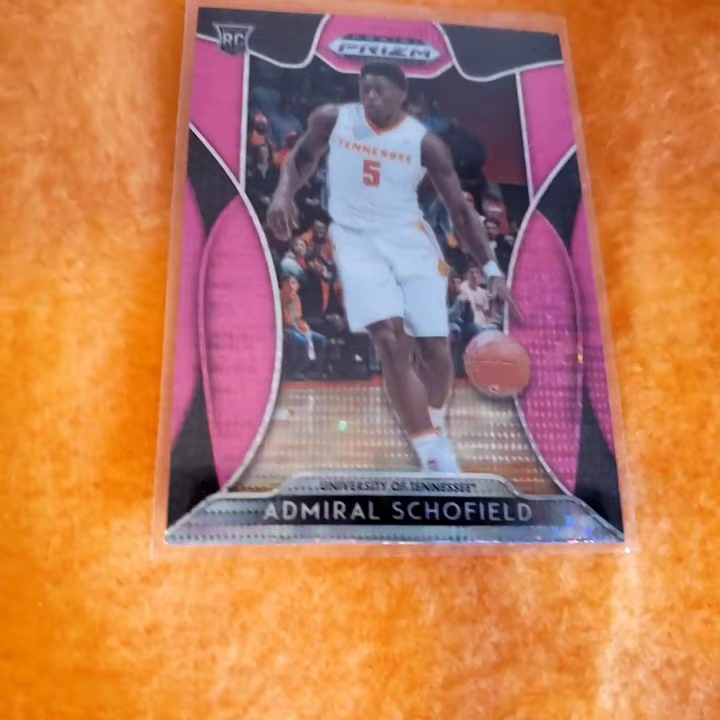 RC
PRIZM
TENNESSEE
5
UNIVERSITY OF TENNESSEE
ADMIRAL SCHOFIELD